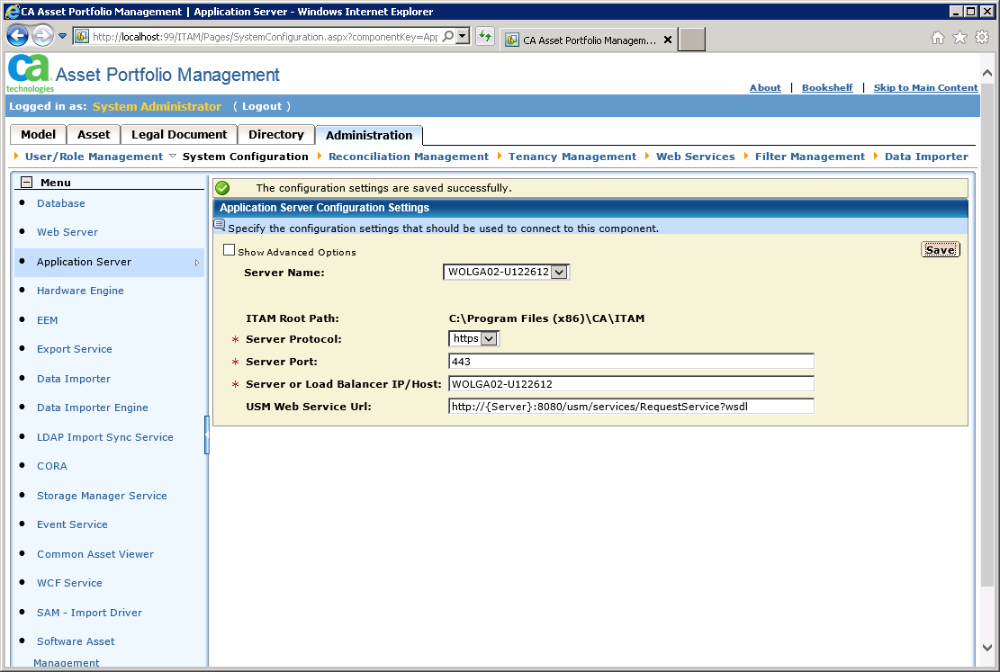 CA Asset Portfolio Management | Application Server - Windows Internet Explorer
http://localhost:99/ITAM/Pages/SystemConfiguration.aspx?componentKey=App
CA Asset Portfolio Managem...
ca technologies
Asset Portfolio Management
About | Bookshelf | Skip to Main Content
Logged in as: System Administrator ( Logout )
Model Asset Legal Document Directory Administration
User/Role Management System Configuration Reconciliation Management Tenancy Management Web Services Filter Management Data Importer
Menu
Database
Web Server
Application Server
Hardware Engine
EEM
Export Service
Data Importer
Data Importer Engine
LDAP Import Sync Service
CORA
Storage Manager Service
Event Service
Common Asset Viewer
WCF Service
SAM - Import Driver
Software Asset
Management
The configuration settings are saved successfully.
Application Server Configuration Settings
Specify the configuration settings that should be used to connect to this component.
Show Advanced Options
Save
Server Name: WOLGA02-U122612
ITAM Root Path: C:\Program Files (x86)\CA\ITAM
* Server Protocol: https
* Server Port: 443
* Server or Load Balancer IP/Host: WOLGA02-U122612
USM Web Service Url: http://{Server}:8080/usm/services/RequestService?wsdl